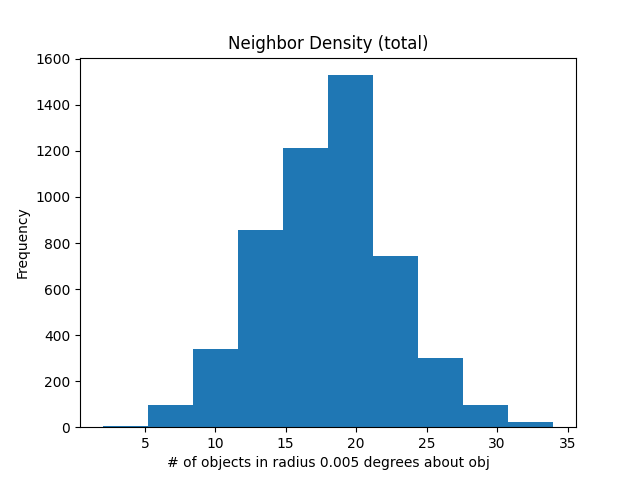 Neighbor Density (total)
1600
1400
1200
1000
800
600
400
200
0
Frequency
5 10 15 20 25 30 35
# of objects in radius 0.005 degrees about obj